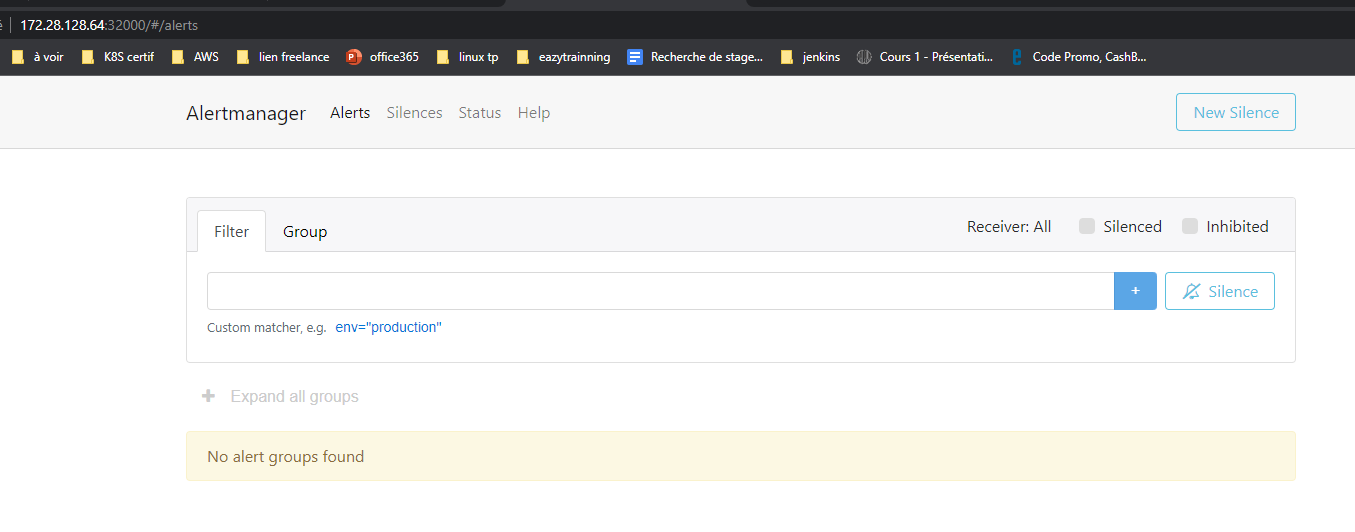 172.28.128.64:32000/#/alerts
à voir K8S certif AWS lien freelance office365 linux tp eazytrainning Recherche de stage... jenkins Cours 1 - Présentati... Code Promo, CashB...
Alertmanager Alerts Silences Status Help New Silence
Filter Group Receiver: All Silenced Inhibited
+ Silence
Custom matcher, e.g. env="production"
+ Expand all groups
No alert groups found